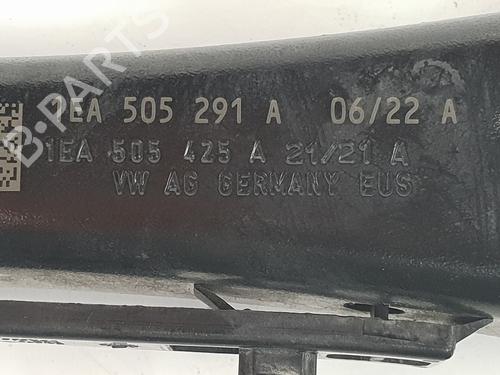 1EA 505 291 A 06/22 A
1EA 505 425 A 21/21 A
VW AG GERMANY EUS
B-PARTS